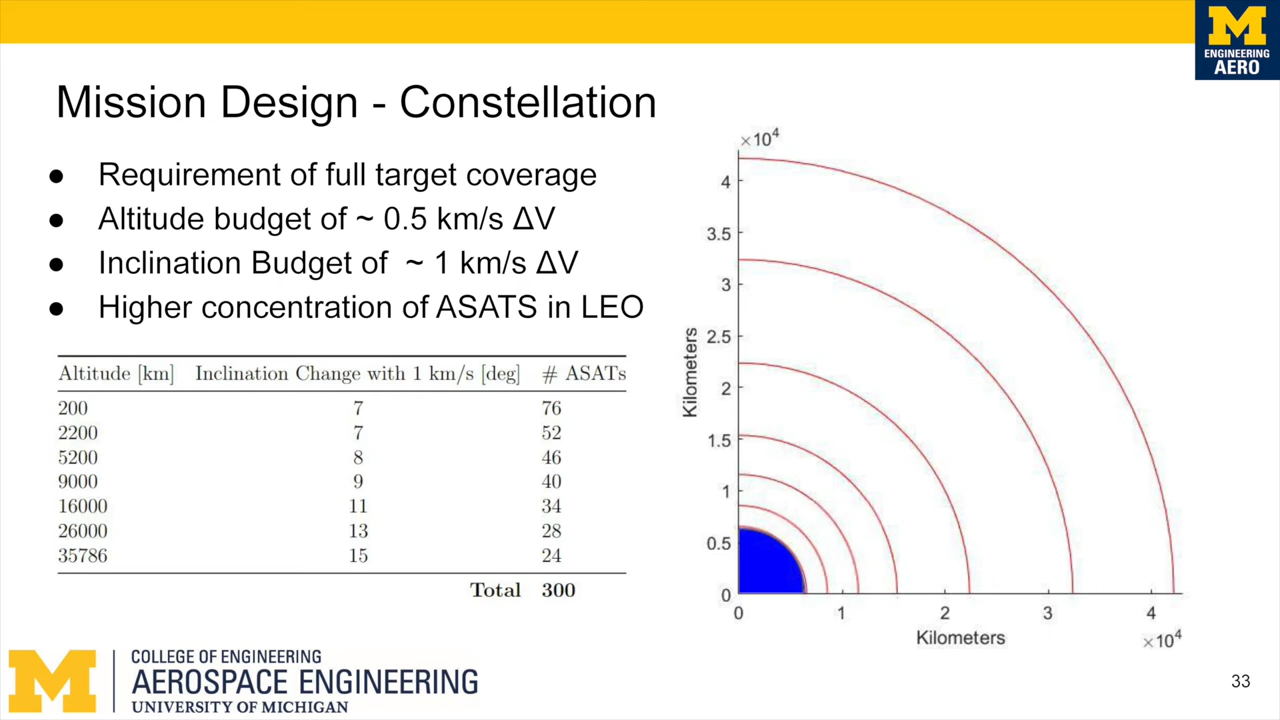 M
ENGINEERING
AERO
Mission Design - Constellation
● Requirement of full target coverage
● Altitude budget of ~ 0.5 km/s ΔV
● Inclination Budget of ~ 1 km/s ΔV
● Higher concentration of ASATS in LEO
Altitude [km] Inclination Change with 1 km/s [deg] # ASATs
200 7 76
2200 7 52
5200 8 46
9000 9 40
16000 11 34
26000 13 28
35786 15 24
Total 300
×10⁴
4
3.5
3
2.5
2
1.5
1
0.5
0
Kilometers
0 1 2 3 4
Kilometers
×10⁴
M
COLLEGE OF ENGINEERING
AEROSPACE ENGINEERING
UNIVERSITY OF MICHIGAN
33